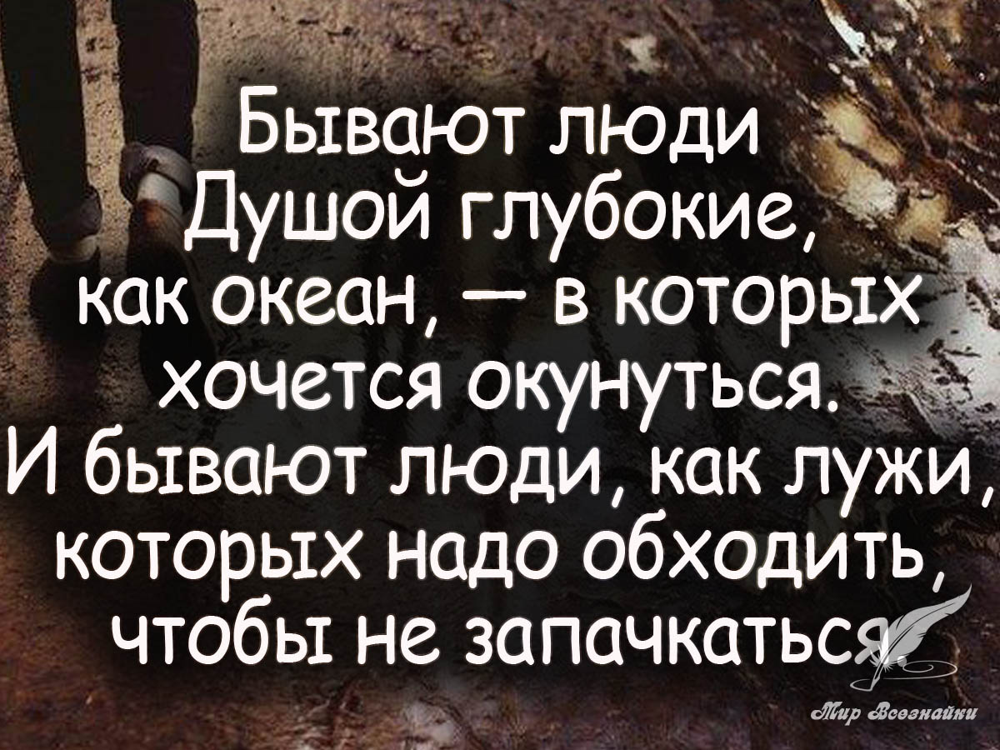 Бывают люди
Душой глубокие,
как океан, — в которых
хочется окунуться.
И бывают люди, как лужи,
которых надо обходить,
чтобы не запачкаться.
Мир Всезнайки